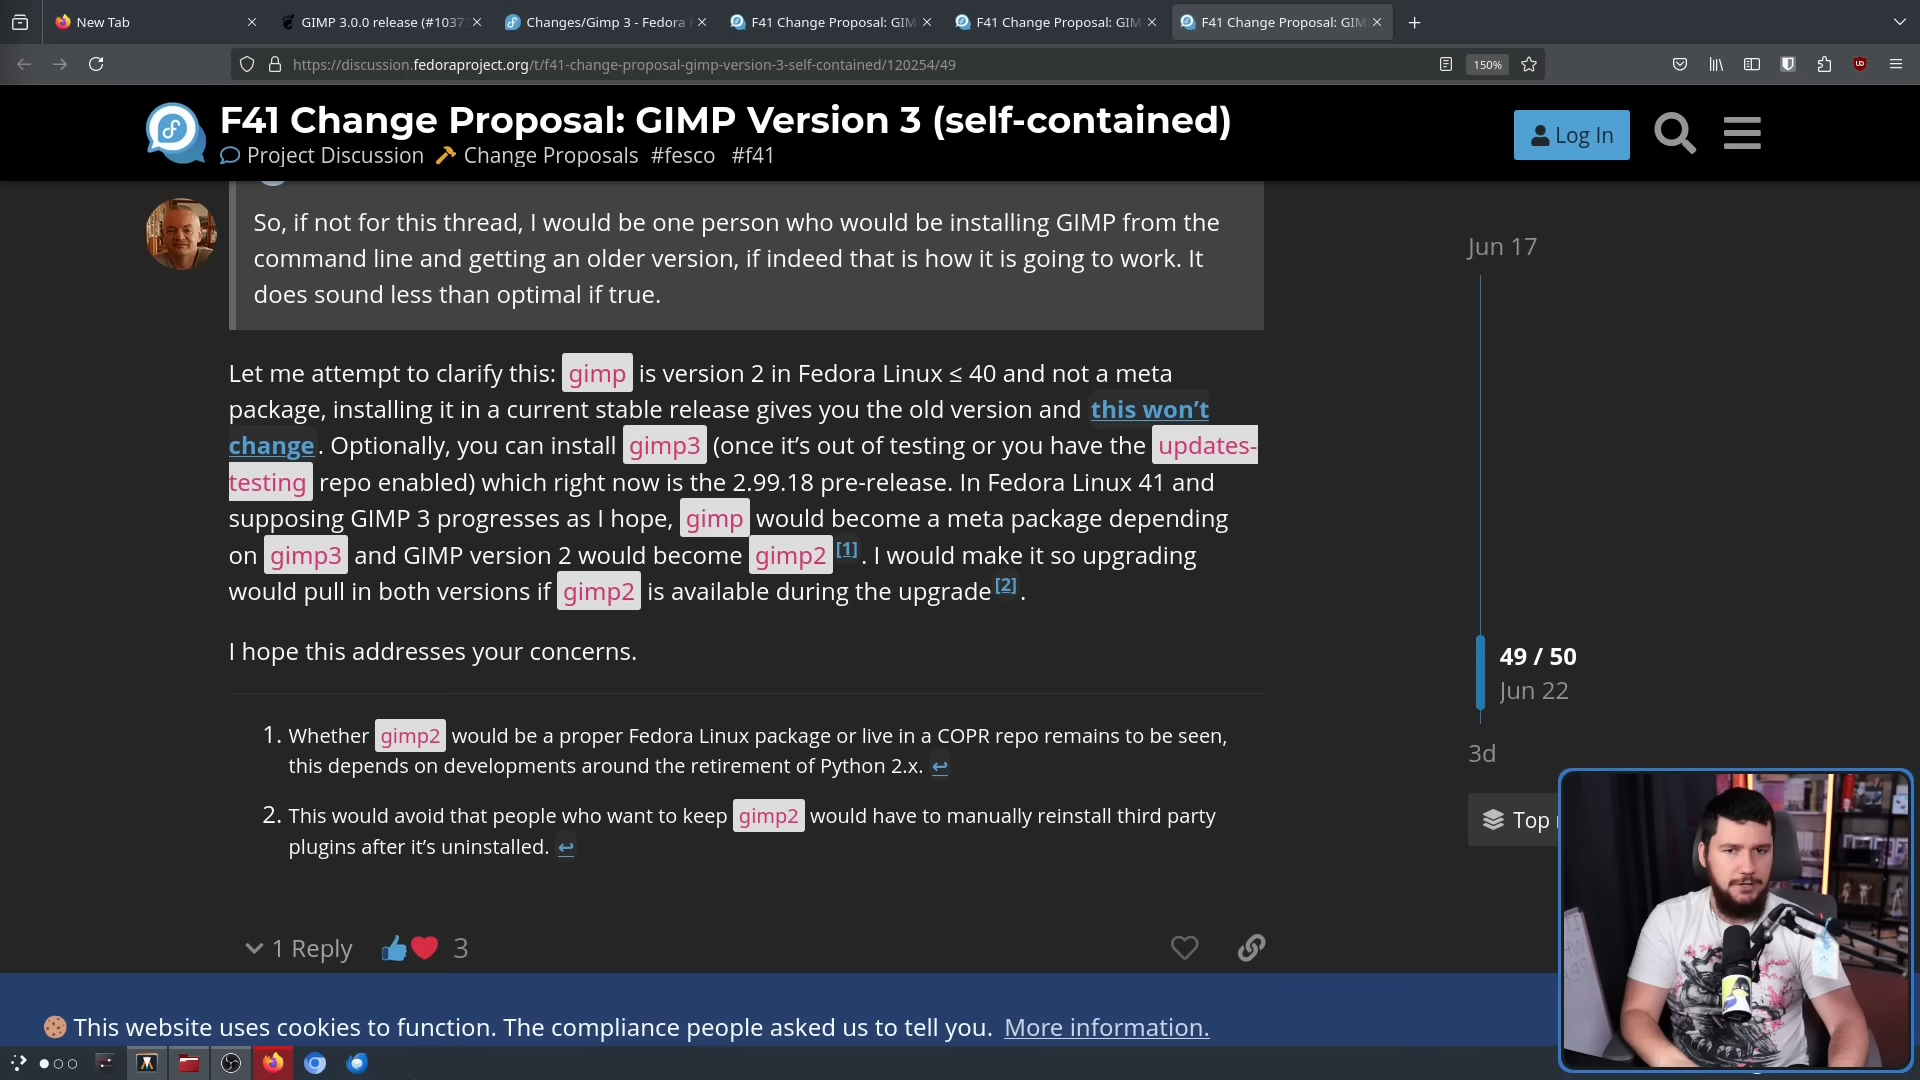 New Tab
GIMP 3.0.0 release (#1037
Changes/Gimp 3 - Fedora
F41 Change Proposal: GIM
F41 Change Proposal: GIM
F41 Change Proposal: GIM
https://discussion.fedoraproject.org/t/f41-change-proposal-gimp-version-3-self-contained/120254/49
150%
F41 Change Proposal: GIMP Version 3 (self-contained)
Project Discussion Change Proposals #fesco #f41
Log In
So, if not for this thread, I would be one person who would be installing GIMP from the
command line and getting an older version, if indeed that is how it is going to work. It
does sound less than optimal if true.
Let me attempt to clarify this: gimp is version 2 in Fedora Linux ≤ 40 and not a meta
package, installing it in a current stable release gives you the old version and this won't
change. Optionally, you can install gimp3 (once it's out of testing or you have the updates-
testing repo enabled) which right now is the 2.99.18 pre-release. In Fedora Linux 41 and
supposing GIMP 3 progresses as I hope, gimp would become a meta package depending
on gimp3 and GIMP version 2 would become gimp2 [1]. I would make it so upgrading
would pull in both versions if gimp2 is available during the upgrade [2].
I hope this addresses your concerns.
1. Whether gimp2 would be a proper Fedora Linux package or live in a COPR repo remains to be seen,
this depends on developments around the retirement of Python 2.x. ↩
2. This would avoid that people who want to keep gimp2 would have to manually reinstall third party
plugins after it's uninstalled. ↩
1 Reply 3
Jun 17
49 / 50
Jun 22
3d
Top
This website uses cookies to function. The compliance people asked us to tell you. More information.